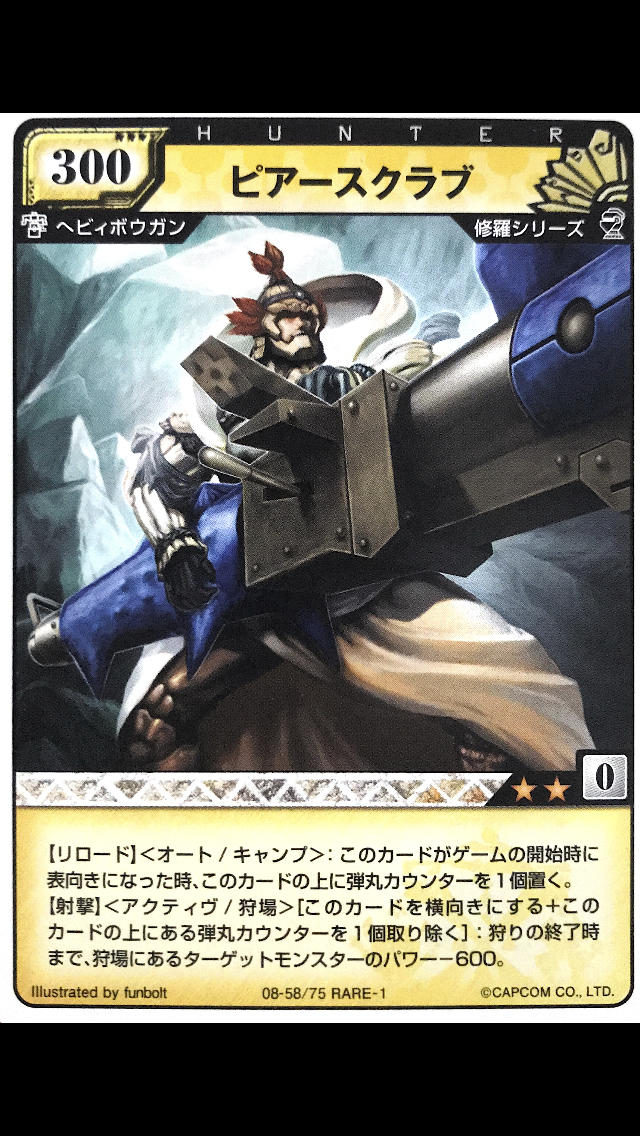 HUNTER
300
ピアースクラブ
ヘビィボウガン
修羅シリーズ
0
【リロード】<オート / キャンプ>：このカードがゲームの開始時に
表向きになった時、このカードの上に弾丸カウンターを１個置く。
【射撃】<アクティヴ / 狩場>[このカードを横向きにする＋この
カードの上にある弾丸カウンターを１個取り除く]：狩りの終了時
まで、狩場にあるターゲットモンスターのパワー－600。
Illustrated by funbolt
08-58/75 RARE-1
©CAPCOM CO., LTD.